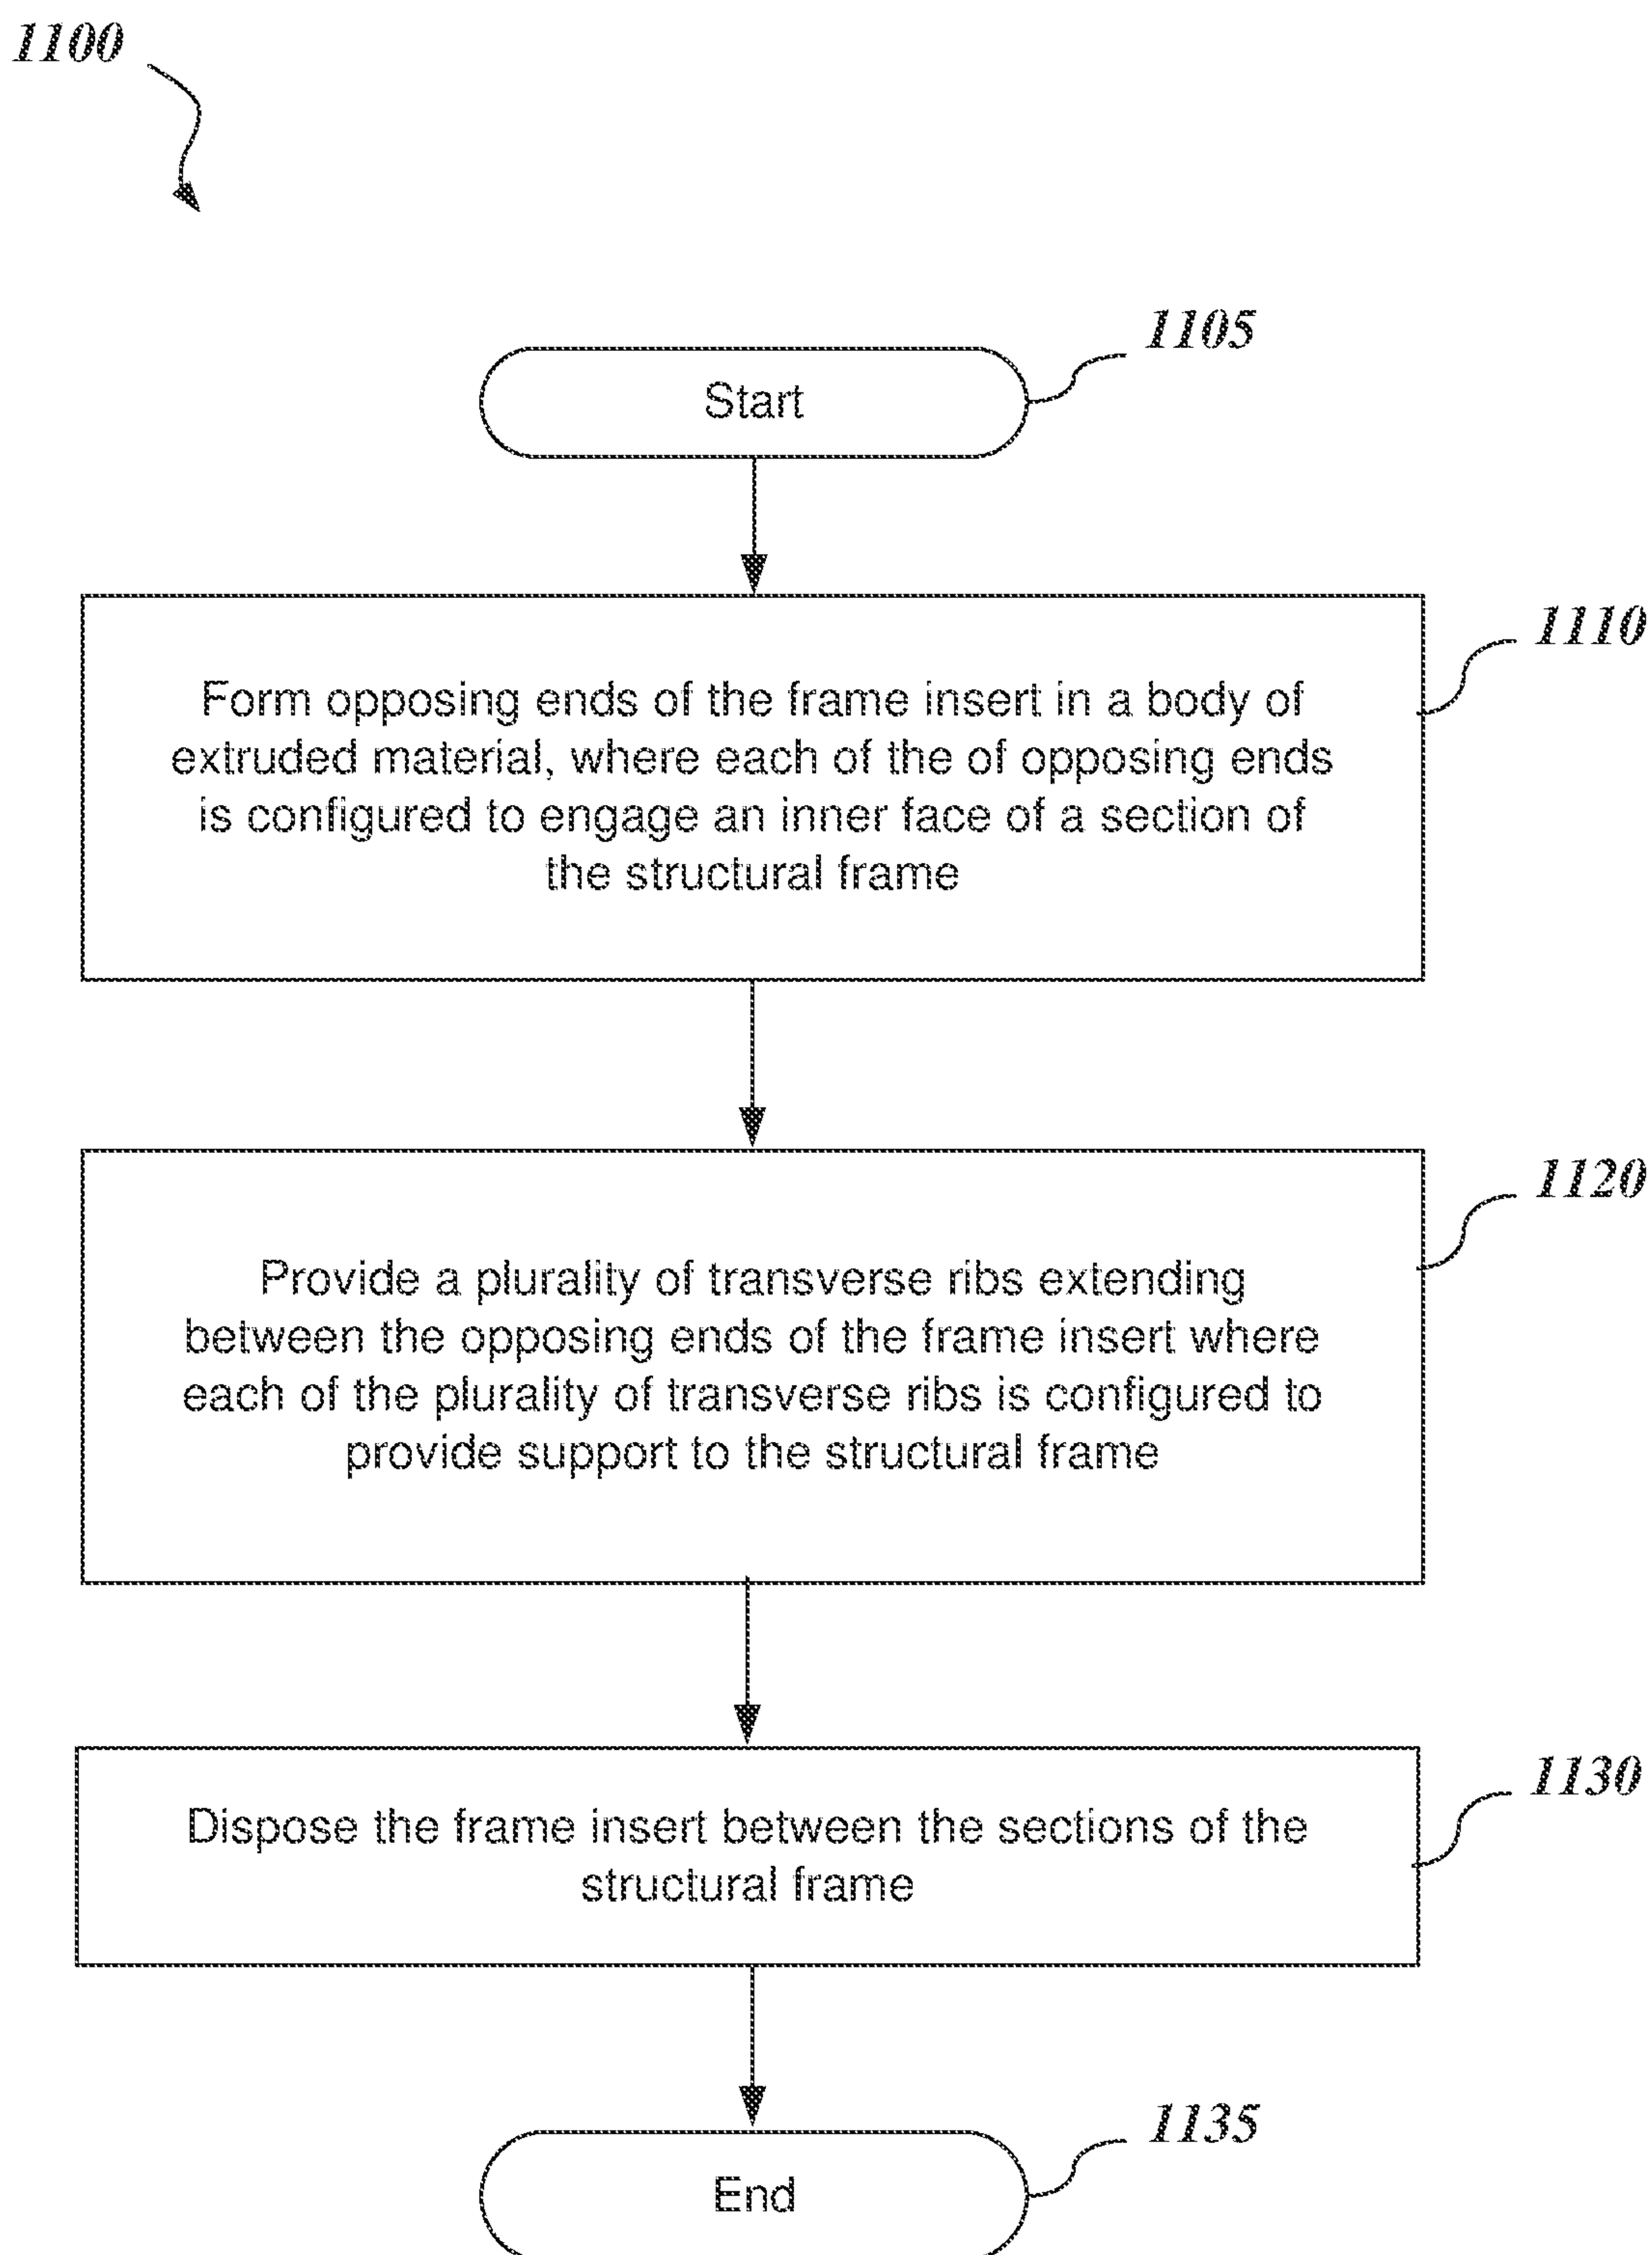 1100
1105
Start
1110
Form opposing ends of the frame insert in a body of
extruded material, where each of the of opposing ends
is configured to engage an inner face of a section of
the structural frame
1120
Provide a plurality of transverse ribs extending
between the opposing ends of the frame insert where
each of the plurality of transverse ribs is configured to
provide support to the structural frame
1130
Dispose the frame insert between the sections of the
structural frame
1135
End